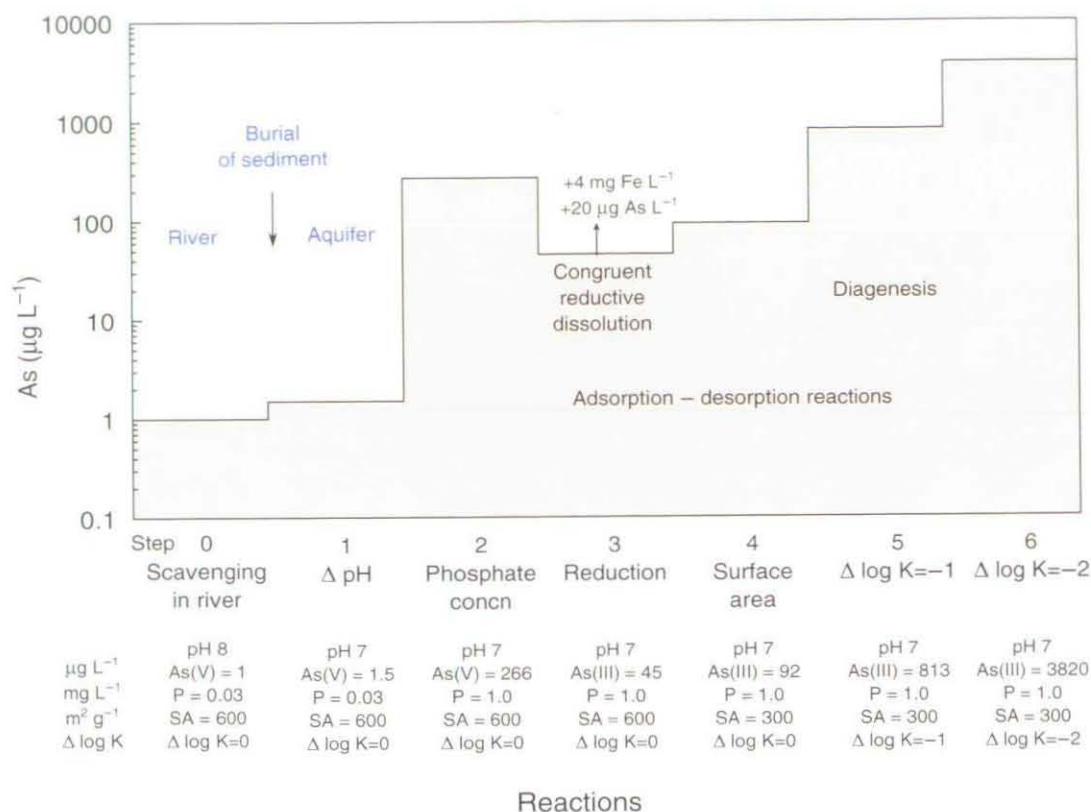 10000
1000
100
10
1
0.1
As (µg L⁻¹)
Burial
of sediment
River
Aquifer
+4 mg Fe L⁻¹
+20 µg As L⁻¹
Congruent
reductive
dissolution
Diagenesis
Adsorption – desorption reactions
Step 0 1 2 3 4 5 6
Scavenging Δ pH Phosphate Reduction Surface Δ log K=−1 Δ log K=−2
in river concn area
pH 8 pH 7 pH 7 pH 7 pH 7 pH 7 pH 7
µg L⁻¹ As(V) = 1 As(V) = 1.5 As(V) = 266 As(III) = 45 As(III) = 92 As(III) = 813 As(III) = 3820
mg L⁻¹ P = 0.03 P = 0.03 P = 1.0 P = 1.0 P = 1.0 P = 1.0 P = 1.0
m² g⁻¹ SA = 600 SA = 600 SA = 600 SA = 600 SA = 300 SA = 300 SA = 300
Δ log K Δ log K=0 Δ log K=0 Δ log K=0 Δ log K=0 Δ log K=0 Δ log K=−1 Δ log K=−2
Reactions